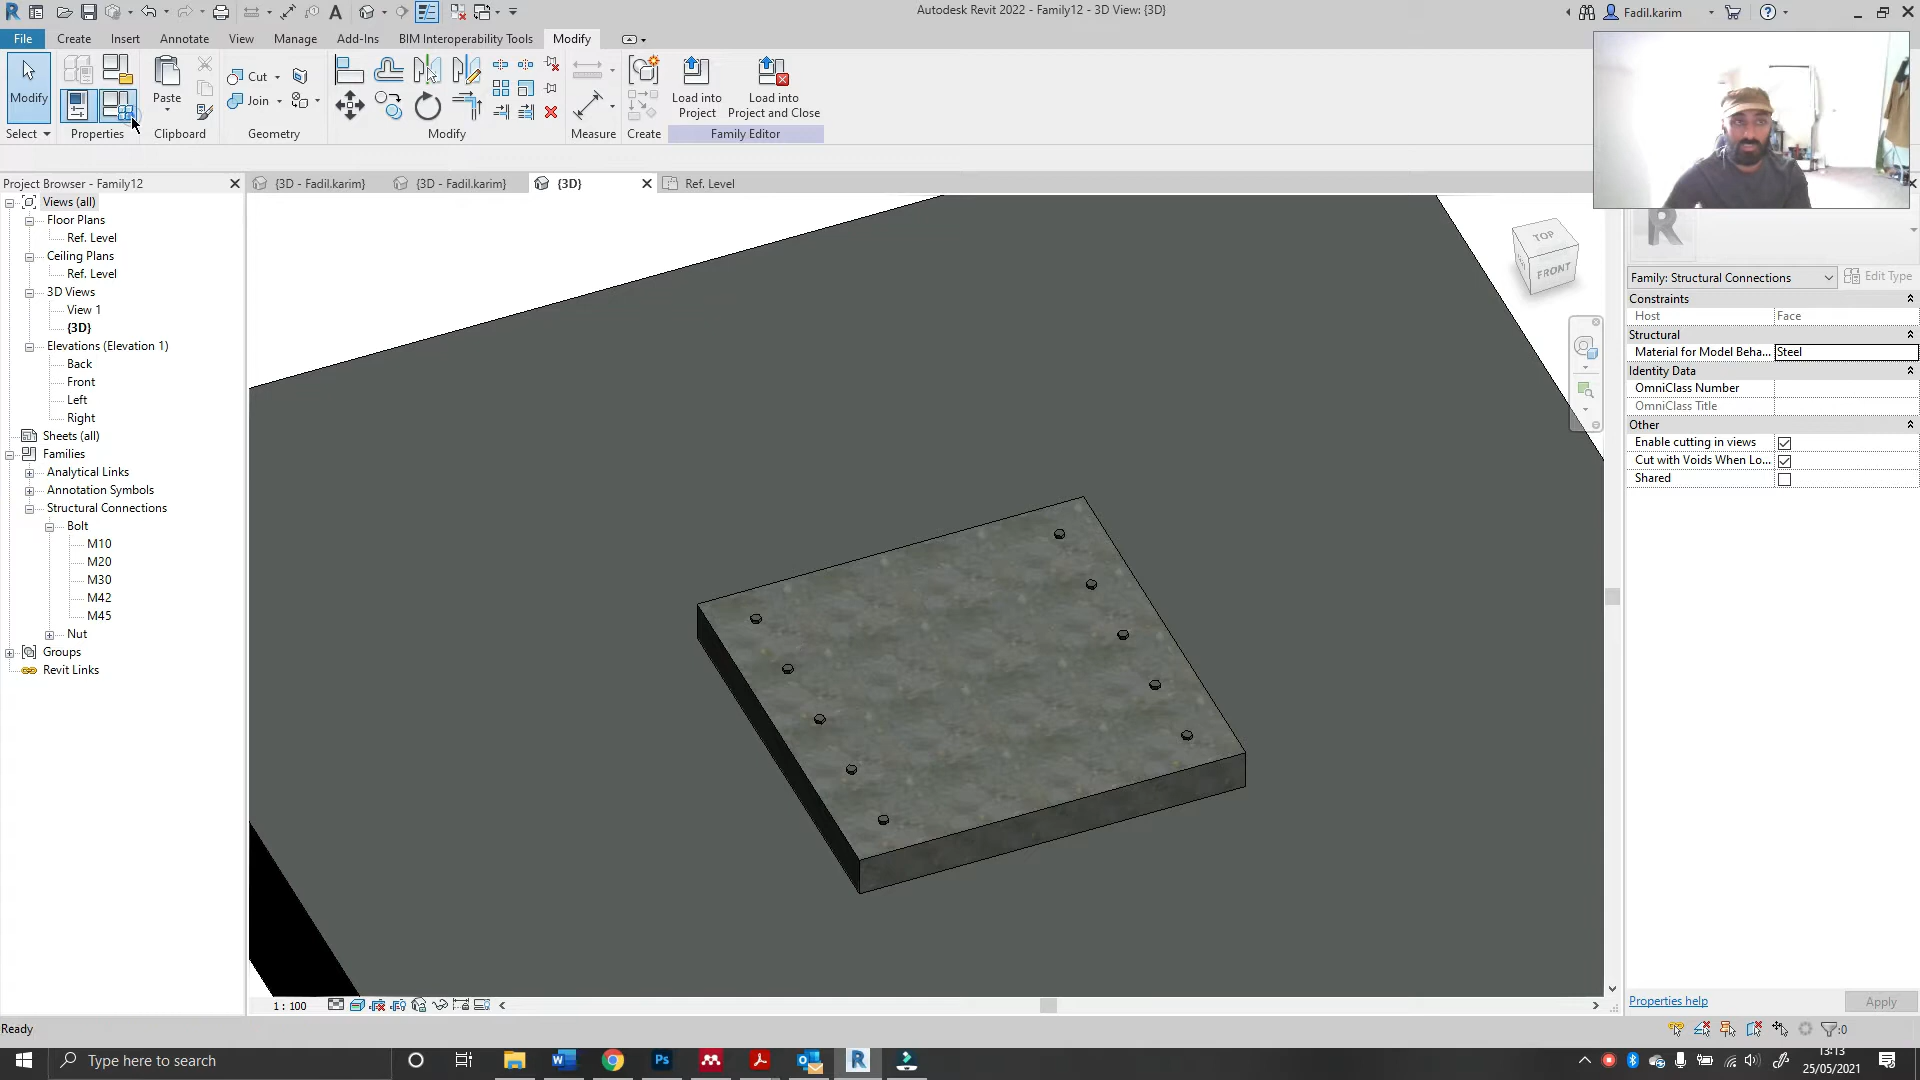 Autodesk Revit 2022 - Family12 - 3D View: {3D}
Fadil.karim
File
Create
Insert
Annotate
View
Manage
Add-Ins
BIM Interoperability Tools
Modify
Modify
Paste
Cut
Join
Load into
Project
Load into
Project and Close
Select
Properties
Clipboard
Geometry
Modify
Measure
Create
Family Editor
Project Browser - Family12
{3D - Fadil.karim}
{3D - Fadil.karim}
{3D}
Ref. Level
Views (all)
Floor Plans
Ref. Level
Ceiling Plans
Ref. Level
3D Views
View 1
{3D}
Elevations (Elevation 1)
Back
Front
Left
Right
Sheets (all)
Families
Analytical Links
Annotation Symbols
Structural Connections
Bolt
M10
M20
M30
M42
M45
Nut
Groups
Revit Links
TOP
FRONT
Family: Structural Connections
Edit Type
Constraints
Host
Face
Structural
Material for Model Beha...
Steel
Identity Data
OmniClass Number
OmniClass Title
Other
Enable cutting in views
Cut with Voids When Lo...
Shared
Properties help
Apply
1 : 100
Ready
:0
Type here to search
13:13
25/05/2021